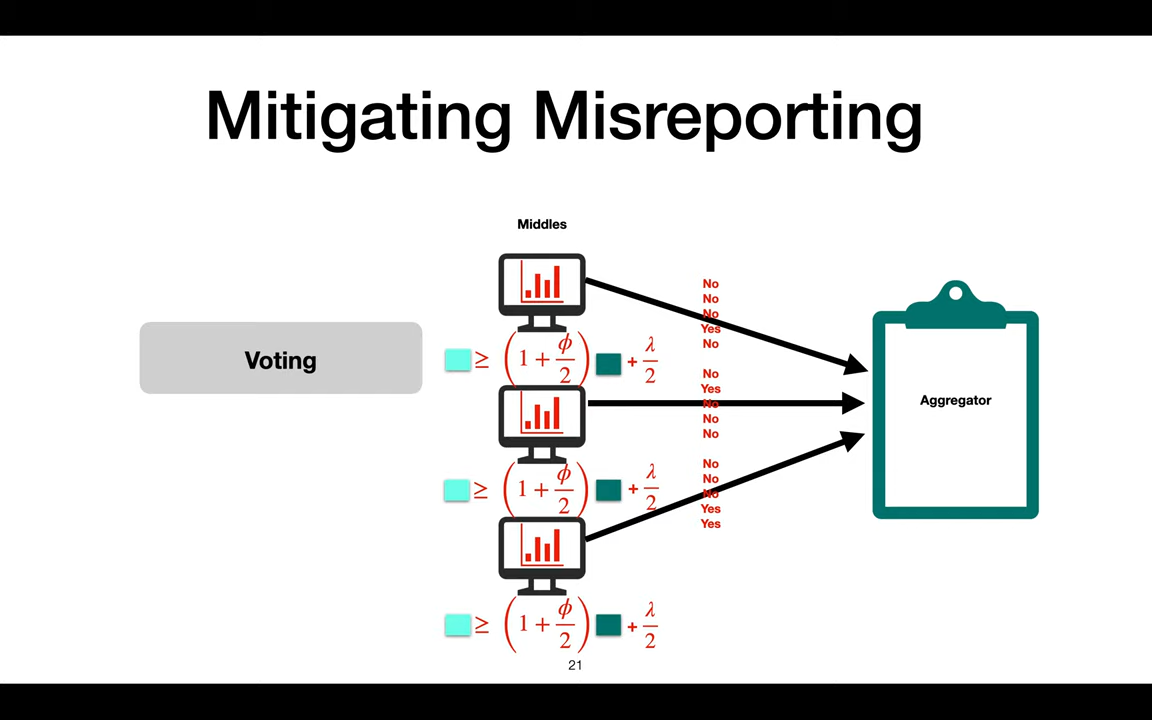 Mitigating Misreporting
Middles
Voting
≥ (1 + ϕ/2) + λ/2
≥ (1 + ϕ/2) + λ/2
≥ (1 + ϕ/2) + λ/2
No
No
No
Yes
No
No
Yes
No
No
No
No
No
No
Yes
Yes
Aggregator
21